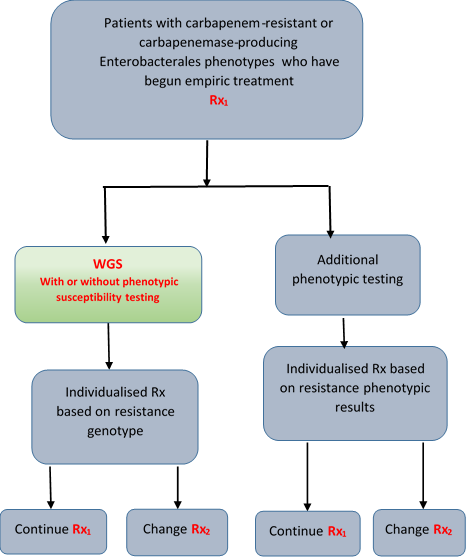 Patients with carbapenem-resistant or
carbapenemase-producing
Enterobacterales phenotypes who have
begun empiric treatment
Rx₁
WGS
With or without phenotypic
susceptibility testing
Additional
phenotypic testing
Individualised Rx
based on resistance
genotype
Individualised Rx based
on resistance phenotypic
results
Continue Rx₁
Change Rx₂
Continue Rx₁
Change Rx₂